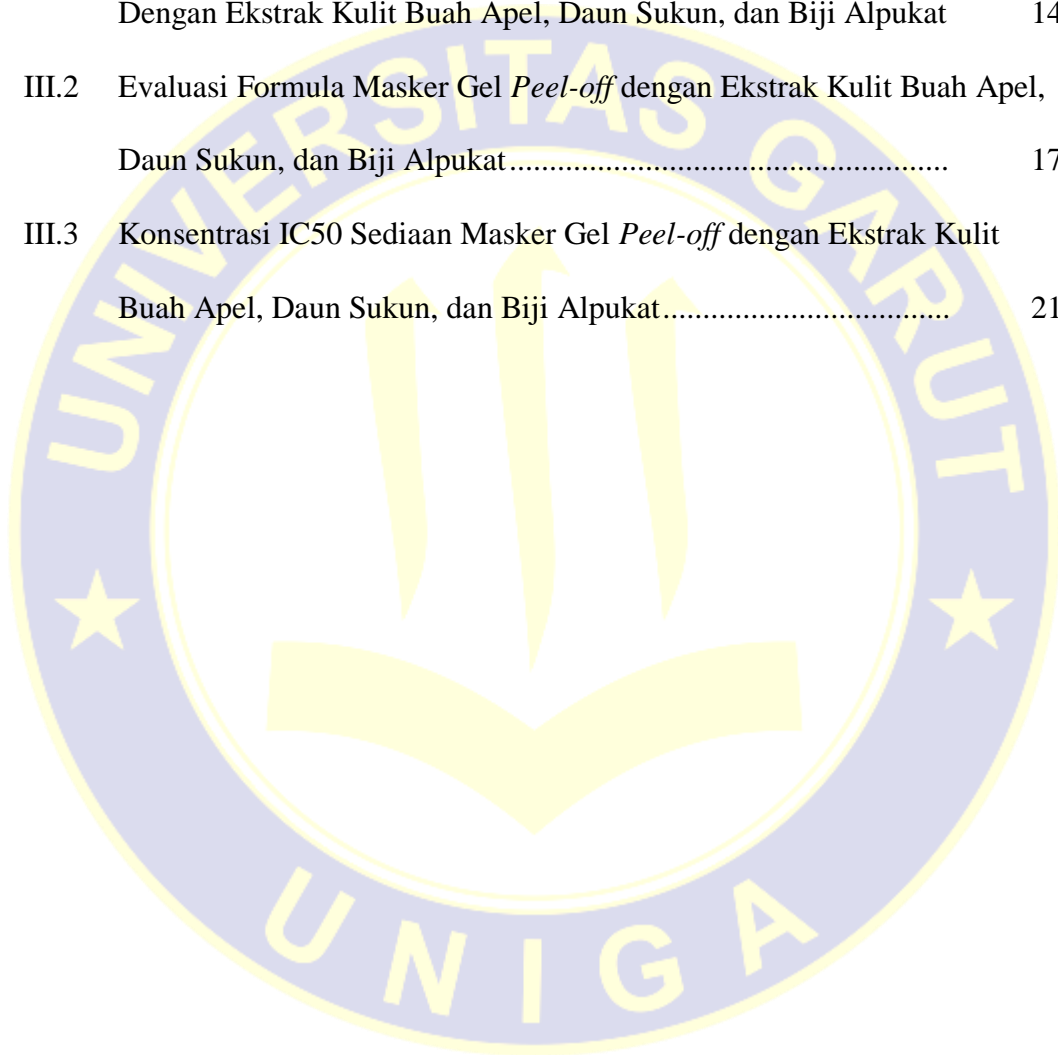 Dengan Ekstrak Kulit Buah Apel, Daun Sukun, dan Biji Alpukat 14
III.2 Evaluasi Formula Masker Gel Peel-off dengan Ekstrak Kulit Buah Apel,
Daun Sukun, dan Biji Alpukat....................................................... 17
III.3 Konsentrasi IC50 Sediaan Masker Gel Peel-off dengan Ekstrak Kulit
Buah Apel, Daun Sukun, dan Biji Alpukat.................................... 21
UNIVERSITAS GARUT
UNIGA